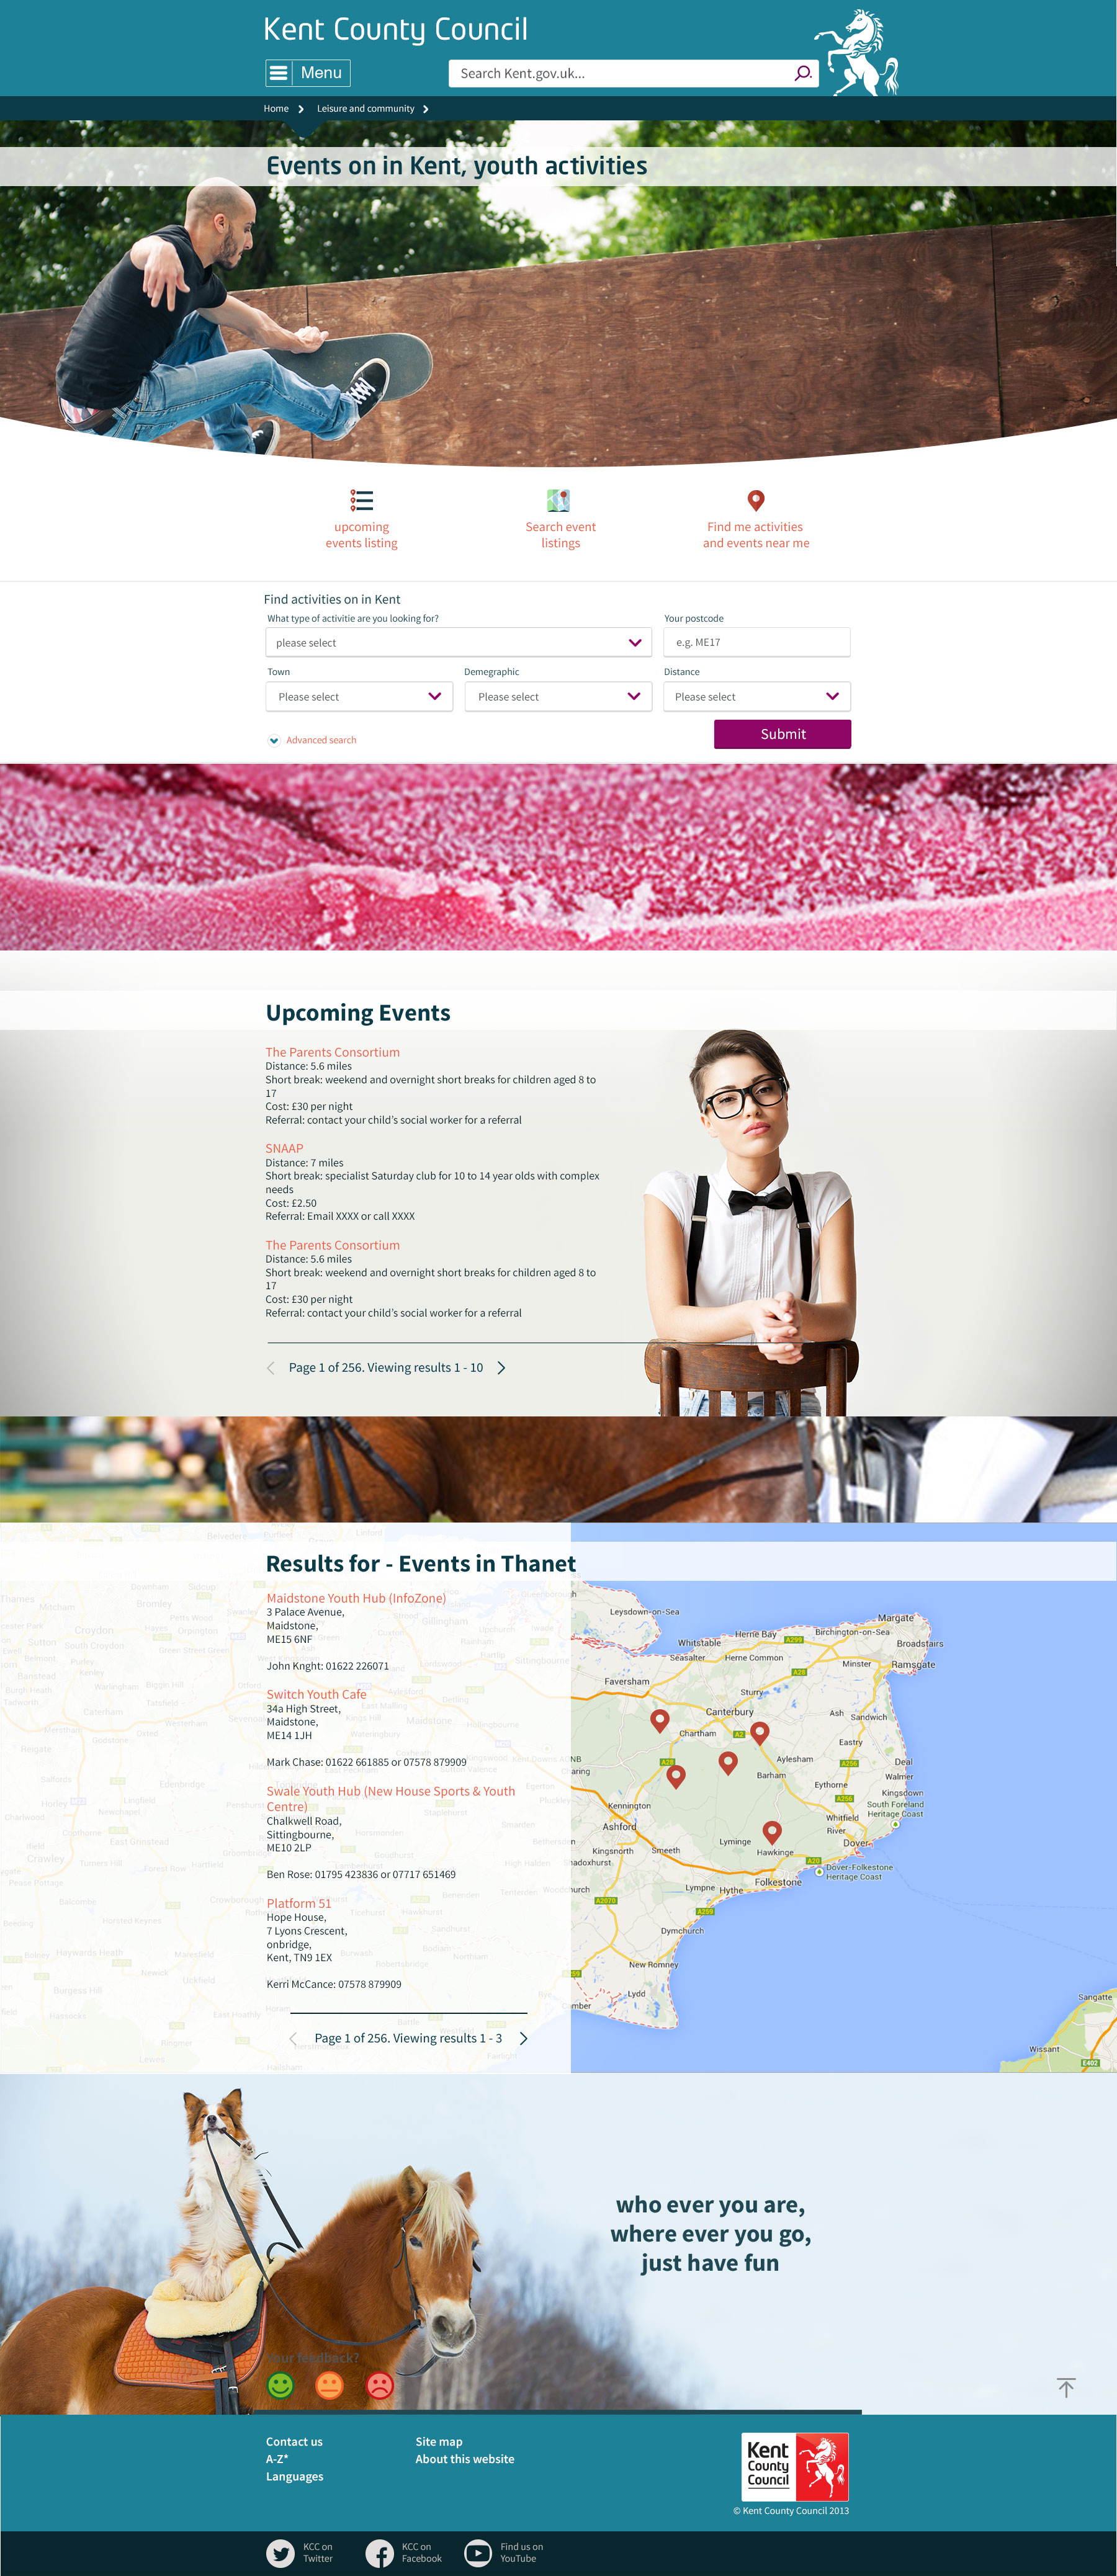 Kent County Council
Menu
Search Kent.gov.uk...
Home
Leisure and community
Events on in Kent, youth activities
upcoming
events listing
Search event
listings
Find me activities
and events near me
Find activities on in Kent
What type of activitie are you looking for?
Your postcode
please select
e.g. ME17
Town
Demegraphic
Distance
Please select
Please select
Please select
Advanced search
Submit
Upcoming Events
The Parents Consortium
Distance: 5.6 miles
Short break: weekend and overnight short breaks for children aged 8 to
17
Cost: £30 per night
Referral: contact your child's social worker for a referral
SNAAP
Distance: 7 miles
Short break: specialist Saturday club for 10 to 14 year olds with complex
needs
Cost: £2.50
Referral: Email XXXX or call XXXX
The Parents Consortium
Distance: 5.6 miles
Short break: weekend and overnight short breaks for children aged 8 to
17
Cost: £30 per night
Referral: contact your child's social worker for a referral
Page 1 of 256. Viewing results 1 - 10
Results for - Events in Thanet
Maidstone Youth Hub (InfoZone)
3 Palace Avenue,
Maidstone,
ME15 6NF
John Knght: 01622 226071
Switch Youth Cafe
34a High Street,
Maidstone,
ME14 1JH
Mark Chase: 01622 661885 or 07578 879909
Swale Youth Hub (New House Sports & Youth
Centre)
Chalkwell Road,
Sittingbourne,
ME10 2LP
Ben Rose: 01795 423836 or 07717 651469
Platform 51
Hope House,
7 Lyons Crescent,
onbridge,
Kent, TN9 1EX
Kerri McCance: 07578 879909
Page 1 of 256. Viewing results 1 - 3
Leysdown-on-Sea
Margate
Herne Bay
Birchington-on-Sea
Whitstable
A299
Broadstairs
Seasalter
Herne Common
Minster
Ramsgate
A28
Faversham
Sturry
Canterbury
Ash
Sandwich
Chartham
A2
Eastry
A28
Aylesham
A256
Deal
Barham
Walmer
Eythorne
Kingsdown
A256
Kennington
South Foreland
Heritage Coast
Whitfield
Ashford
River
Lyminge
Dover
Kingsnorth
Smeeth
Hawkinge
A20
Dover-Folkestone
Heritage Coast
Folkestone
Lympne
Hythe
A2070
A259
Dymchurch
New Romney
Lydd
Sangatte
Wissant
E402
who ever you are,
where ever you go,
just have fun
Your feedback?
Contact us
A-Z*
Languages
Site map
About this website
Kent
County
Council
© Kent County Council 2013
KCC on
Twitter
KCC on
Facebook
Find us on
YouTube